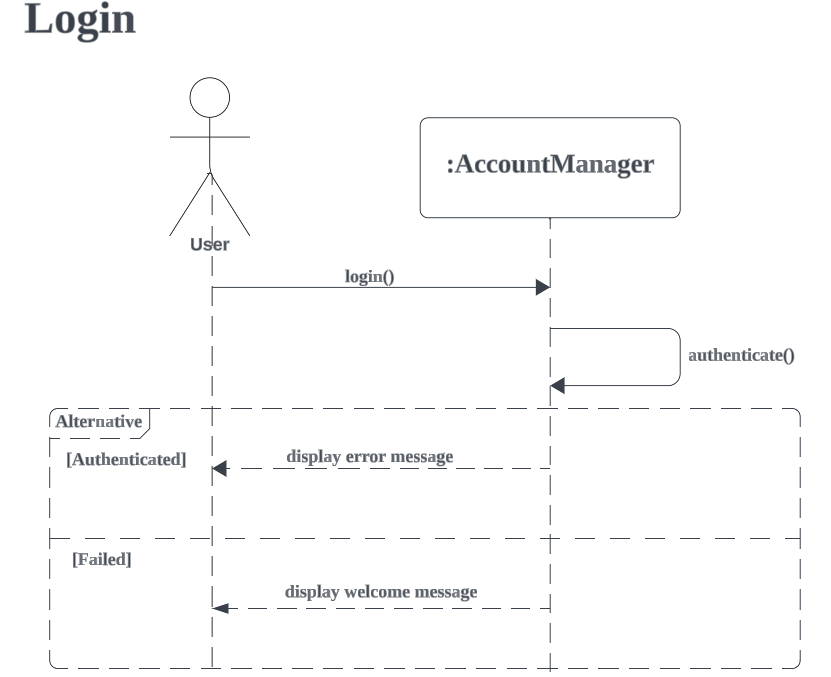 Login
:AccountManager
User
login()
authenticate()
Alternative
[Authenticated]
display error message
[Failed]
display welcome message